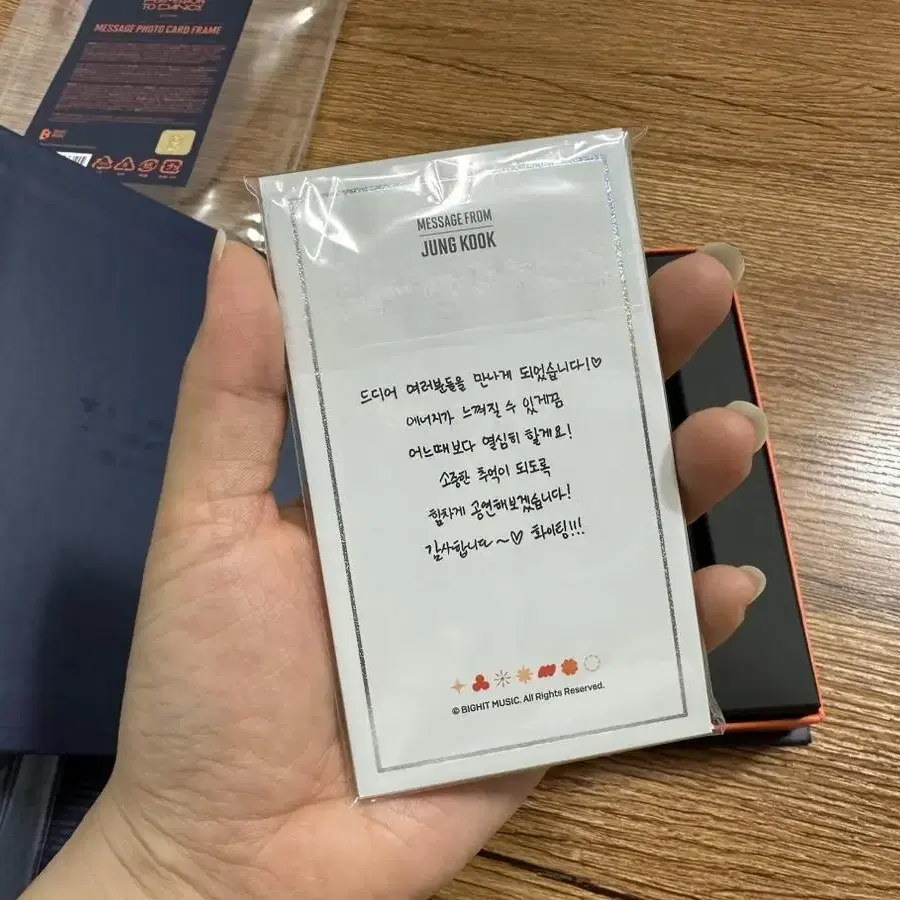 TO DANCE
MESSAGE PHOTO CARD FRAME
MESSAGE FROM
JUNG KOOK
드디어 여러분들을 만나게 되었습니다!♡
에너지가 느껴질 수 있게끔
어느때보다 열심히 할게요!
소중한 추억이 되도록
힘차게 공연해보겠습니다!
감사합니다~♡ 화이팅!!!
© BIGHIT MUSIC. All Rights Reserved.